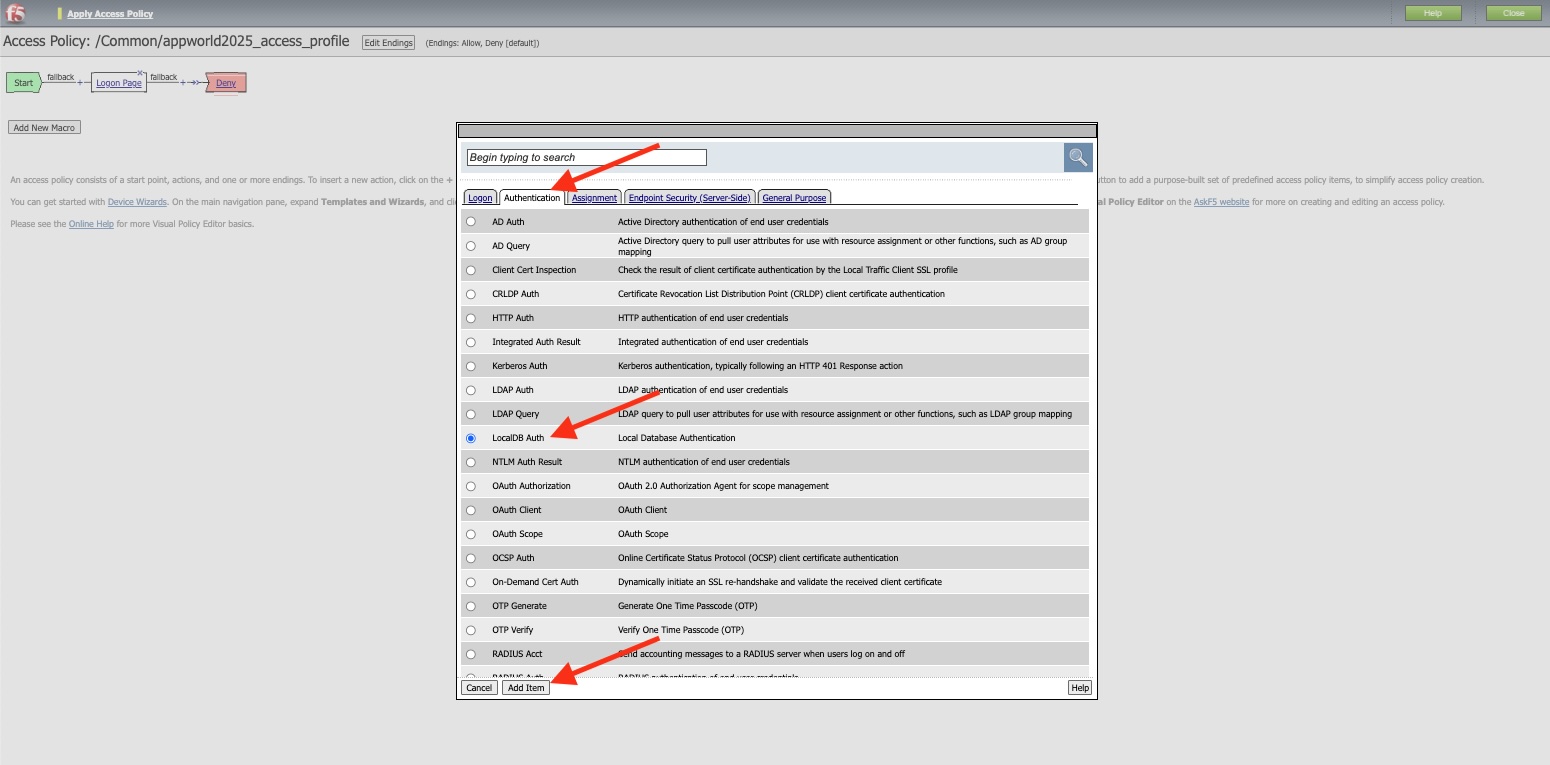 f5
Apply Access Policy
Help
Close
Access Policy: /Common/appworld2025_access_profile
Edit Endings
(Endings: Allow, Deny [default])
Start
fallback
+
Logon Page
x
fallback
+
Deny
Add New Macro
An access policy consists of a start point, actions, and one or more endings. To insert a new action, click on the +
utton to add a purpose-built set of predefined access policy items, to simplify access policy creation.
You can get started with Device Wizards. On the main navigation pane, expand Templates and Wizards, and cli
al Policy Editor on the AskF5 website for more on creating and editing an access policy.
Please see the Online Help for more Visual Policy Editor basics.
Begin typing to search
Logon
Authentication
Assignment
Endpoint Security (Server-Side)
General Purpose
AD Auth Active Directory authentication of end user credentials
AD Query Active Directory query to pull user attributes for use with resource assignment or other functions, such as AD group
mapping
Client Cert Inspection Check the result of client certificate authentication by the Local Traffic Client SSL profile
CRLDP Auth Certificate Revocation List Distribution Point (CRLDP) client certificate authentication
HTTP Auth HTTP authentication of end user credentials
Integrated Auth Result Integrated authentication of end user credentials
Kerberos Auth Kerberos authentication, typically following an HTTP 401 Response action
LDAP Auth LDAP authentication of end user credentials
LDAP Query LDAP query to pull user attributes for use with resource assignment or other functions, such as LDAP group mapping
LocalDB Auth Local Database Authentication
NTLM Auth Result NTLM authentication of end user credentials
OAuth Authorization OAuth 2.0 Authorization Agent for scope management
OAuth Client OAuth Client
OAuth Scope OAuth Scope
OCSP Auth Online Certificate Status Protocol (OCSP) client certificate authentication
On-Demand Cert Auth Dynamically initiate an SSL re-handshake and validate the received client certificate
OTP Generate Generate One Time Passcode (OTP)
OTP Verify Verify One Time Passcode (OTP)
RADIUS Acct Send accounting messages to a RADIUS server when users log on and off
RADIUS Auth RADIUS authentication of end user credentials
Cancel
Add Item
Help